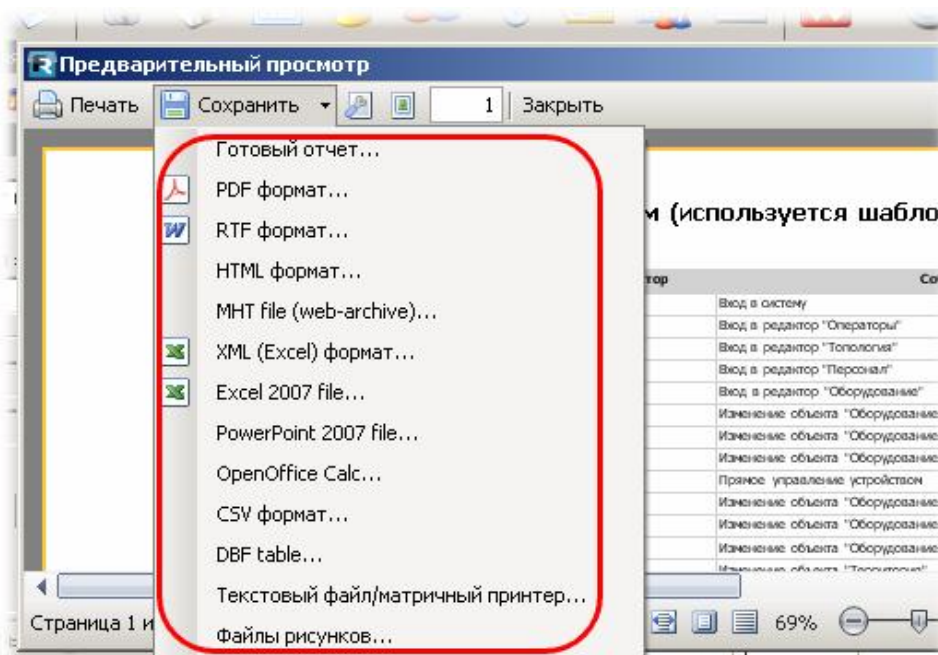 Предварительный просмотр
Печать Сохранить 1 Закрыть
Готовый отчет...
PDF формат...
RTF формат...
HTML формат...
MHT file (web-archive)...
XML (Excel) формат...
Excel 2007 file...
PowerPoint 2007 file...
OpenOffice Calc...
CSV формат...
DBF table...
Текстовый файл/матричный принтер...
Файлы рисунков...
м (используется шабло
тор Со
Вход в систему
Вход в редактор "Операторы"
Вход в редактор "Топология"
Вход в редактор "Персонал"
Вход в редактор "Оборудование"
Изменение объекта "Оборудование
Изменение объекта "Оборудование
Изменение объекта "Оборудование
Прямое управление устройством
Изменение объекта "Оборудование
Изменение объекта "Оборудование
Изменение объекта "Оборудование
Изменение объекта "Территория"
Страница 1 и 69%